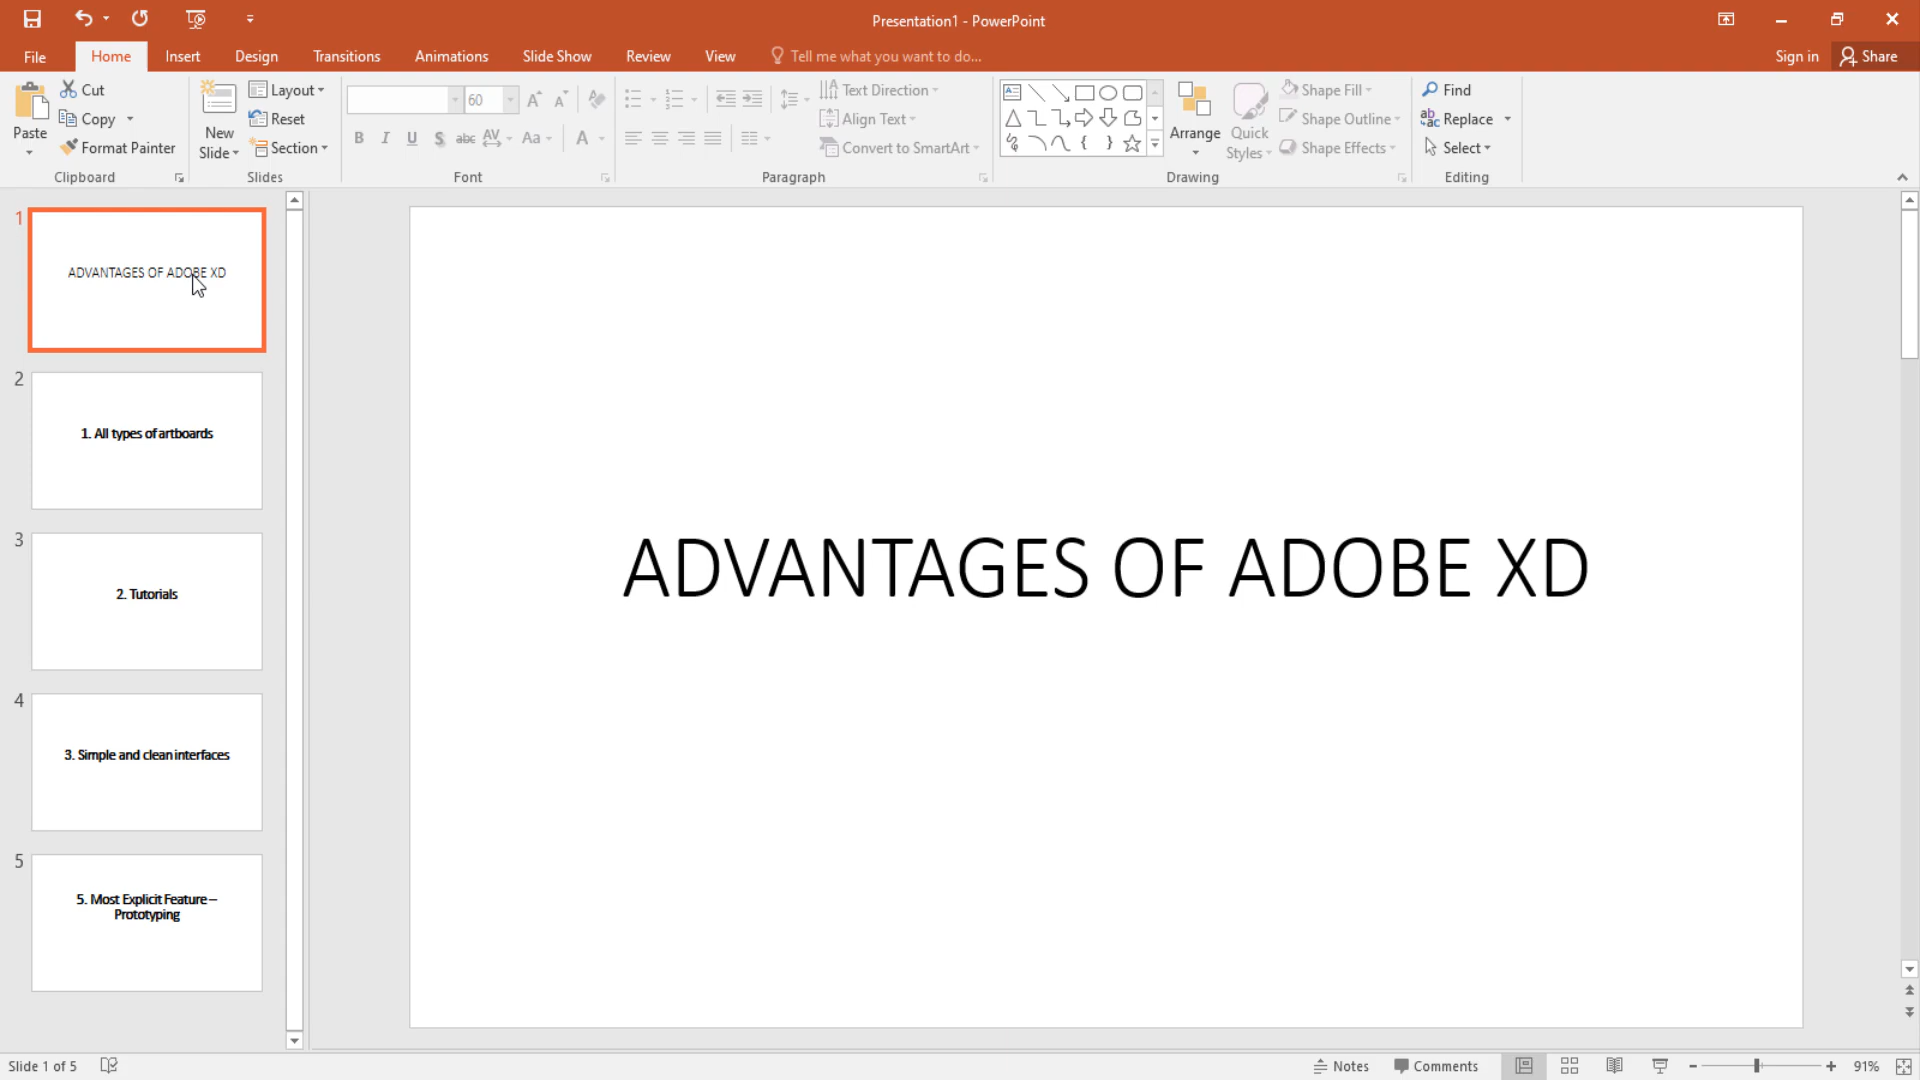 Presentation1 - PowerPoint
File Home Insert Design Transitions Animations Slide Show Review View Tell me what you want to do... Sign in Share
Paste Cut Copy Format Painter Clipboard
New Slide Layout Reset Section Slides
60 B I U S abc AV Aa A Font
Text Direction Align Text Convert to SmartArt Paragraph
Arrange Quick Styles Shape Fill Shape Outline Shape Effects Drawing
Find Replace Select Editing
1
ADVANTAGES OF ADOBE XD
2
1. All types of artboards
3
2. Tutorials
4
3. Simple and clean interfaces
5
5. Most Explicit Feature –
Prototyping
ADVANTAGES OF ADOBE XD
Slide 1 of 5 Notes Comments 91%